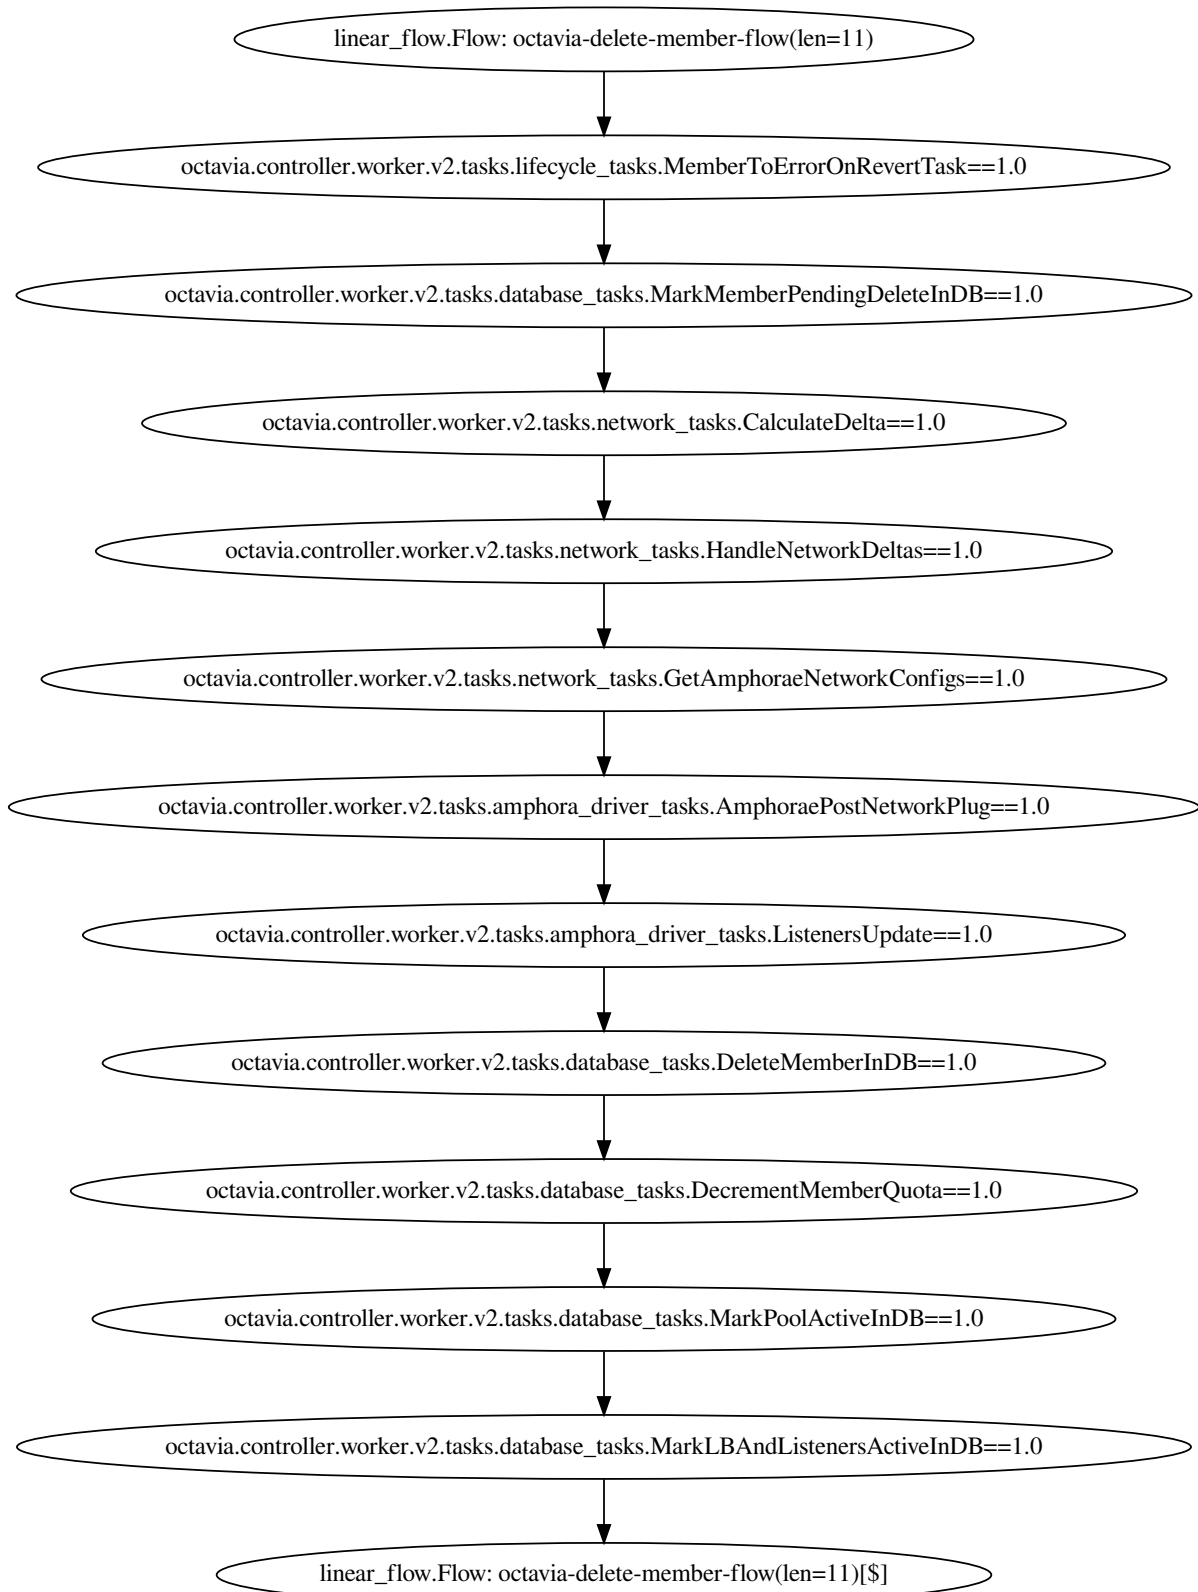 linear_flow.Flow: octavia-delete-member-flow(len=11)
octavia.controller.worker.v2.tasks.lifecycle_tasks.MemberToErrorOnRevertTask==1.0
octavia.controller.worker.v2.tasks.database_tasks.MarkMemberPendingDeleteInDB==1.0
octavia.controller.worker.v2.tasks.network_tasks.CalculateDelta==1.0
octavia.controller.worker.v2.tasks.network_tasks.HandleNetworkDeltas==1.0
octavia.controller.worker.v2.tasks.network_tasks.GetAmphoraeNetworkConfigs==1.0
octavia.controller.worker.v2.tasks.amphora_driver_tasks.AmphoraePostNetworkPlug==1.0
octavia.controller.worker.v2.tasks.amphora_driver_tasks.ListenersUpdate==1.0
octavia.controller.worker.v2.tasks.database_tasks.DeleteMemberInDB==1.0
octavia.controller.worker.v2.tasks.database_tasks.DecrementMemberQuota==1.0
octavia.controller.worker.v2.tasks.database_tasks.MarkPoolActiveInDB==1.0
octavia.controller.worker.v2.tasks.database_tasks.MarkLBAndListenersActiveInDB==1.0
linear_flow.Flow: octavia-delete-member-flow(len=11)[$]